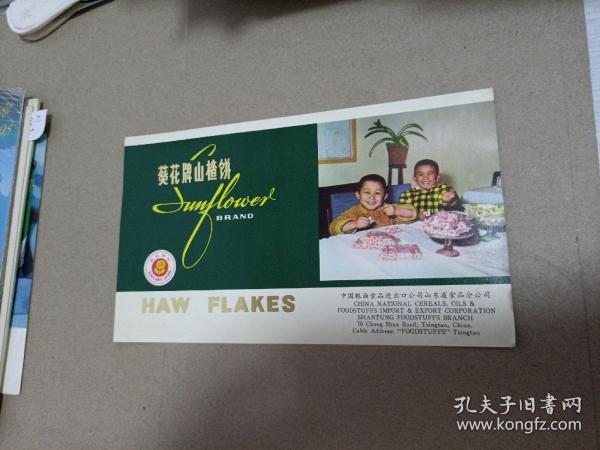 葵花牌山楂饼
Sunflower
BRAND
HAW FLAKES
中国粮油食品进出口公司山东省食品分公司
CHINA NATIONAL CEREALS, OILS &
FOODSTUFFS IMPORT & EXPORT CORPORATION
SHANTUNG FOODSTUFFS BRANCH
70 Chung Shan Road, Tsingtao, China.
Cable Address: "FOODSTUFFS" Tsingtao
孔夫子旧书网
www.kongfz.com